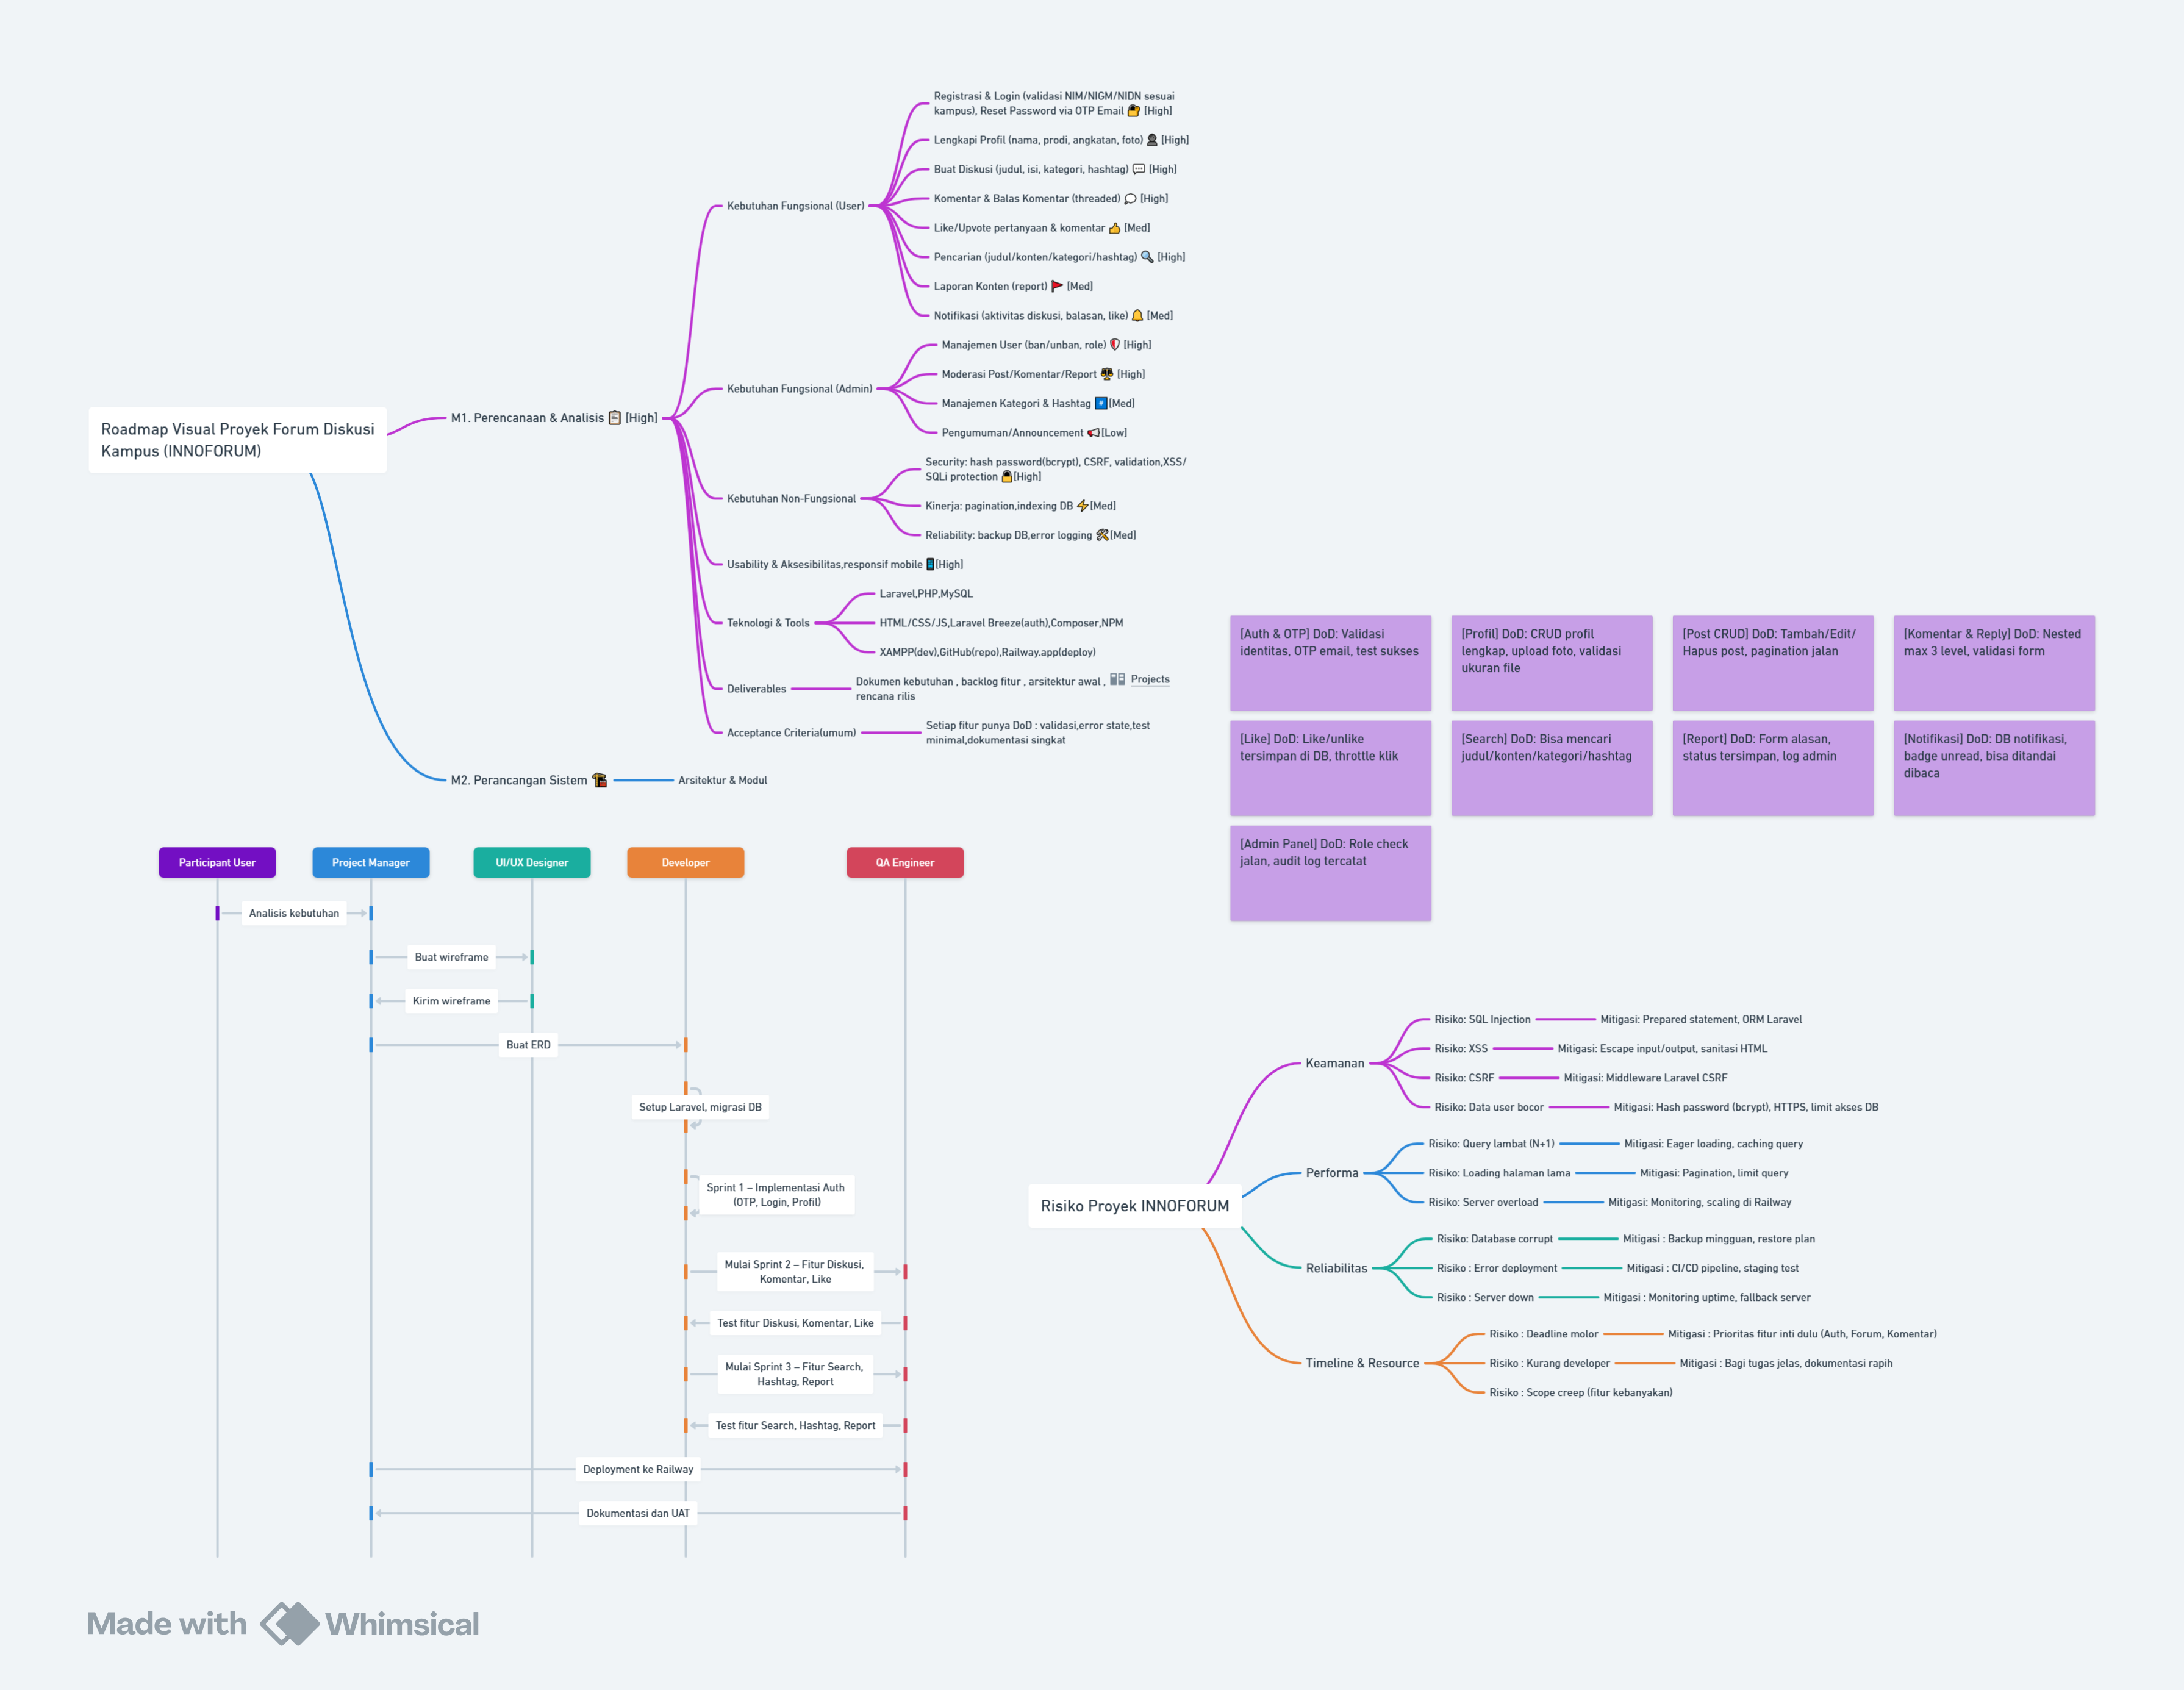 Roadmap Visual Proyek Forum Diskusi
Kampus (INNOFORUM)
M1. Perencanaan & Analisis [High]
Kebutuhan Fungsional (User)
Registrasi & Login (validasi NIM/NIGM/NIDN sesuai
kampus), Reset Password via OTP Email [High]
Lengkapi Profil (nama, prodi, angkatan, foto) [High]
Buat Diskusi (judul, isi, kategori, hashtag) [High]
Komentar & Balas Komentar (threaded) [High]
Like/Upvote pertanyaan & komentar [Med]
Pencarian (judul/konten/kategori/hashtag) [High]
Laporan Konten (report) [Med]
Notifikasi (aktivitas diskusi, balasan, like) [Med]
Kebutuhan Fungsional (Admin)
Manajemen User (ban/unban, role) [High]
Moderasi Post/Komentar/Report [High]
Manajemen Kategori & Hashtag # [Med]
Pengumuman/Announcement [Low]
Kebutuhan Non-Fungsional
Security: hash password(bcrypt), CSRF, validation,XSS/
SQLi protection [High]
Kinerja: pagination,indexing DB [Med]
Reliability: backup DB,error logging [Med]
Usability & Aksesibilitas,responsif mobile [High]
Teknologi & Tools
Laravel,PHP,MySQL
HTML/CSS/JS,Laravel Breeze(auth),Composer,NPM
XAMPP(dev),GitHub(repo),Railway.app(deploy)
Deliverables
Dokumen kebutuhan , backlog fitur , arsitektur awal , Projects
rencana rilis
Acceptance Criteria(umum)
Setiap fitur punya DoD : validasi,error state,test
minimal,dokumentasi singkat
M2. Perancangan Sistem
Arsitektur & Modul
[Auth & OTP] DoD: Validasi
identitas, OTP email, test sukses
[Profil] DoD: CRUD profil
lengkap, upload foto, validasi
ukuran file
[Post CRUD] DoD: Tambah/Edit/
Hapus post, pagination jalan
[Komentar & Reply] DoD: Nested
max 3 level, validasi form
[Like] DoD: Like/unlike
tersimpan di DB, throttle klik
[Search] DoD: Bisa mencari
judul/konten/kategori/hashtag
[Report] DoD: Form alasan,
status tersimpan, log admin
[Notifikasi] DoD: DB notifikasi,
badge unread, bisa ditandai
dibaca
[Admin Panel] DoD: Role check
jalan, audit log tercatat
Participant User
Project Manager
UI/UX Designer
Developer
QA Engineer
Analisis kebutuhan
Buat wireframe
Kirim wireframe
Buat ERD
Setup Laravel, migrasi DB
Sprint 1 – Implementasi Auth
(OTP, Login, Profil)
Mulai Sprint 2 – Fitur Diskusi,
Komentar, Like
Test fitur Diskusi, Komentar, Like
Mulai Sprint 3 – Fitur Search,
Hashtag, Report
Test fitur Search, Hashtag, Report
Deployment ke Railway
Dokumentasi dan UAT
Risiko Proyek INNOFORUM
Keamanan
Risiko: SQL Injection
Mitigasi: Prepared statement, ORM Laravel
Risiko: XSS
Mitigasi: Escape input/output, sanitasi HTML
Risiko: CSRF
Mitigasi: Middleware Laravel CSRF
Risiko: Data user bocor
Mitigasi: Hash password (bcrypt), HTTPS, limit akses DB
Performa
Risiko: Query lambat (N+1)
Mitigasi: Eager loading, caching query
Risiko: Loading halaman lama
Mitigasi: Pagination, limit query
Risiko: Server overload
Mitigasi: Monitoring, scaling di Railway
Reliabilitas
Risiko: Database corrupt
Mitigasi : Backup mingguan, restore plan
Risiko : Error deployment
Mitigasi : CI/CD pipeline, staging test
Risiko : Server down
Mitigasi : Monitoring uptime, fallback server
Timeline & Resource
Risiko : Deadline molor
Mitigasi : Prioritas fitur inti dulu (Auth, Forum, Komentar)
Risiko : Kurang developer
Mitigasi : Bagi tugas jelas, dokumentasi rapih
Risiko : Scope creep (fitur kebanyakan)
Made with Whimsical